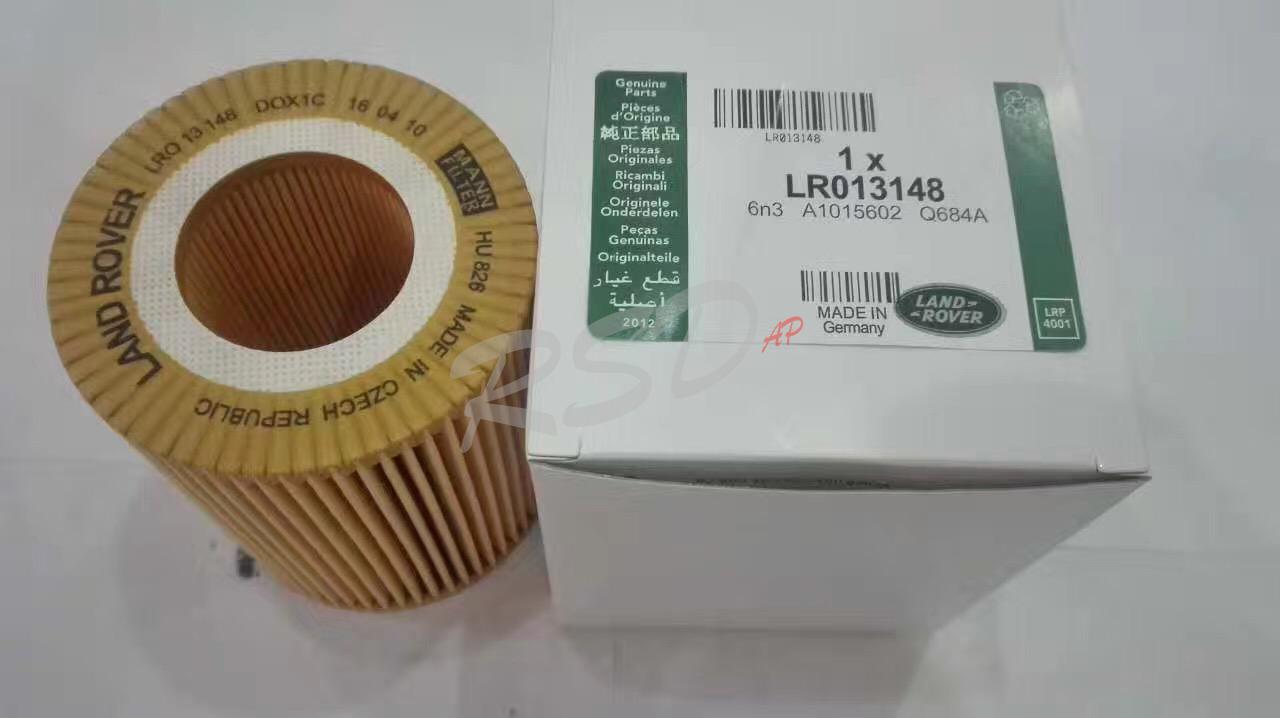 LAND ROVER
LRO 13 148 DOX1C 16 04 10
MANN
FILTER
HU 826 MADE IN CZECH REPUBLIC
Genuine
Parts
Pièces
d'Origine
純正部品
Piezas
Originales
Ricambi
Originali
Originele
Onderdelen
Peças
Genuinas
Originalteile
قطع غيار
أصلية
2012
LR013148
1 x
LR013148
6n3 A1015602 Q684A
MADE IN
Germany
LAND-
-ROVER
LRP
4001
RSD AP